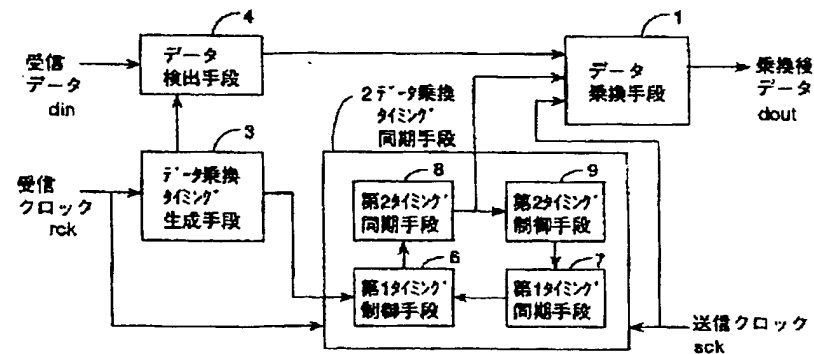 4
1
受信
データ
din
データ
検出手段
データ
乗換手段
乗換後
データ
dout
3
2データ乗換
タイミング
同期手段
受信
クロック
rck
データ乗換
タイミング
生成手段
8
9
第2タイミング
同期手段
第2タイミング
制御手段
6
7
第1タイミング
制御手段
第1タイミング
同期手段
送信クロック
sck